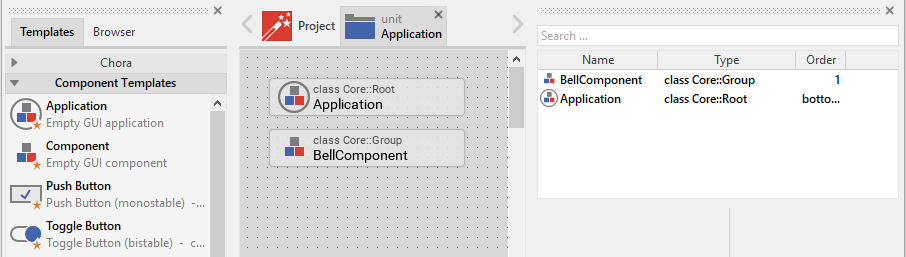 Templates Browser
Chora
Component Templates
Application
Empty GUI application
Component
Empty GUI component
Push Button
Push Button (monostable) -...
Toggle Button
Toggle Button (bistable) - c...
Project
unit
Application
class Core::Root
Application
class Core::Group
BellComponent
Search ...
Name Type Order
BellComponent class Core::Group 1
Application class Core::Root botto...